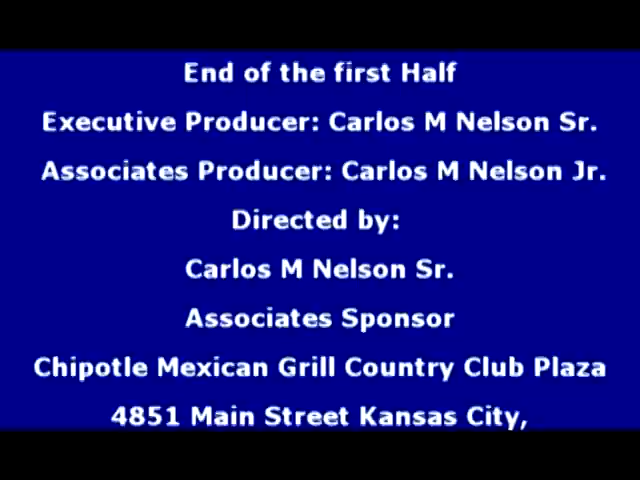 End of the first Half
Executive Producer: Carlos M Nelson Sr.
Associates Producer: Carlos M Nelson Jr.
Directed by:
Carlos M Nelson Sr.
Associates Sponsor
Chipotle Mexican Grill Country Club Plaza
4851 Main Street Kansas City,